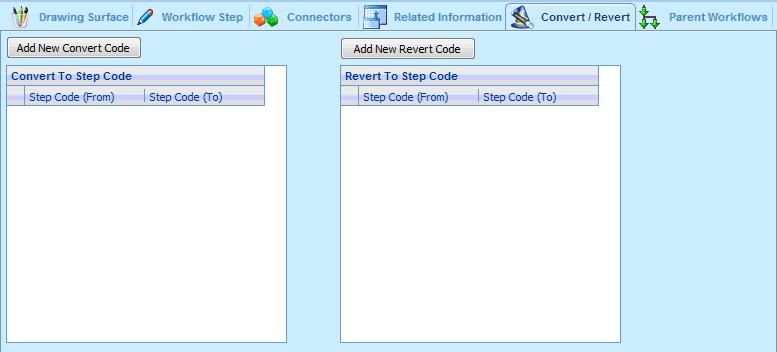 Drawing Surface Workflow Step Connectors Related Information Convert / Revert Parent Workflows
Add New Convert Code Add New Revert Code
Convert To Step Code Revert To Step Code
Step Code (From) Step Code (To) Step Code (From) Step Code (To)